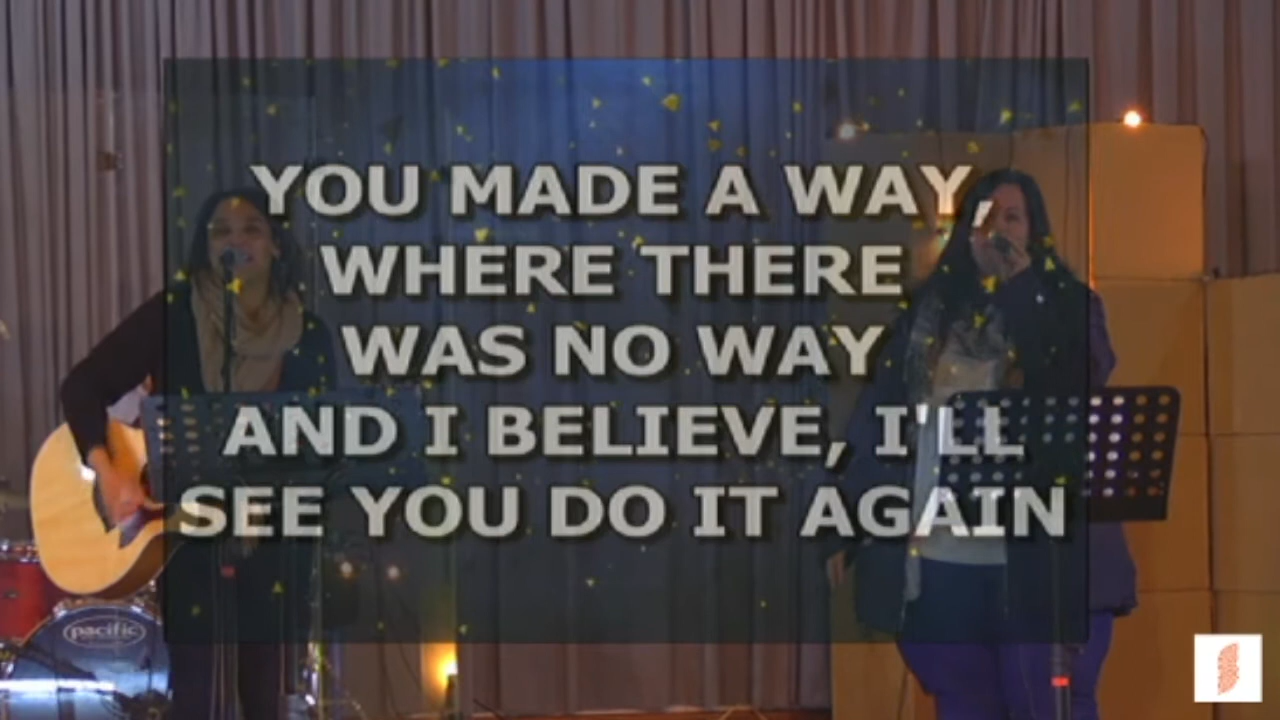 YOU MADE A WAY,
WHERE THERE
WAS NO WAY
AND I BELIEVE, I'LL
SEE YOU DO IT AGAIN
pacific